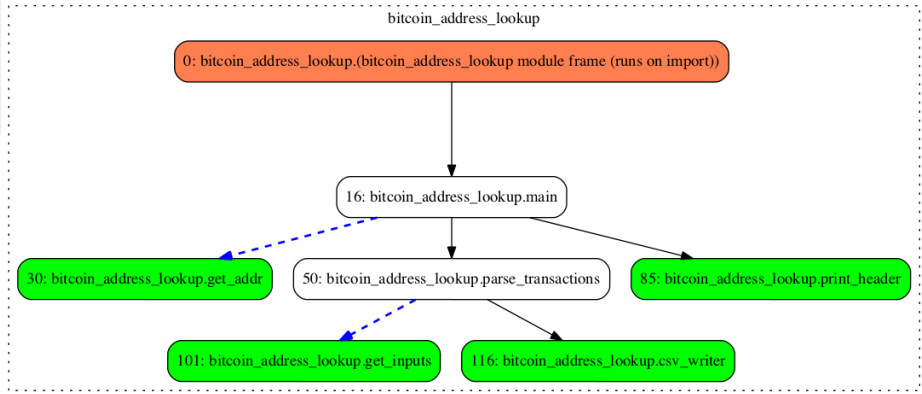 bitcoin_address_lookup
0: bitcoin_address_lookup.(bitcoin_address_lookup module frame (runs on import))
16: bitcoin_address_lookup.main
30: bitcoin_address_lookup.get_addr
50: bitcoin_address_lookup.parse_transactions
85: bitcoin_address_lookup.print_header
101: bitcoin_address_lookup.get_inputs
116: bitcoin_address_lookup.csv_writer